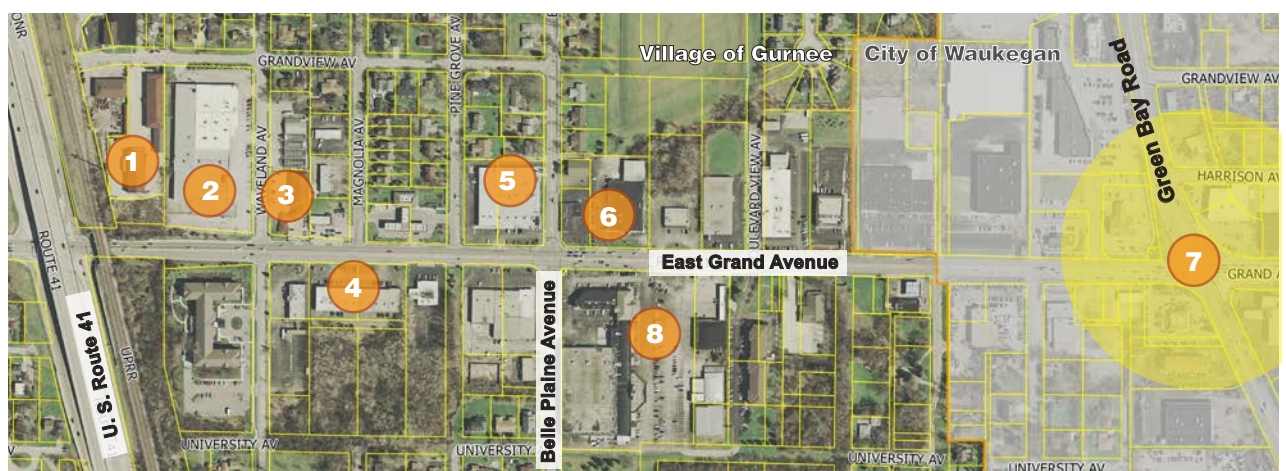 Village of Gurnee
City of Waukegan
Green Bay Road
GRANDVIEW AV
GRANDVIEW AV
PINE GROVE AV
WAVELAND AV
MAGNOLIA AV
HARRISON AV
ROUTE 41
1
2
3
5
6
4
7
8
East Grand Avenue
GRAND A
U. S. Route 41
UPRR
Belle Plaine Avenue
UNIVERSITY AV
UNIVERSITY AV
UNIVERSITY AV
UNIVERSITY AV